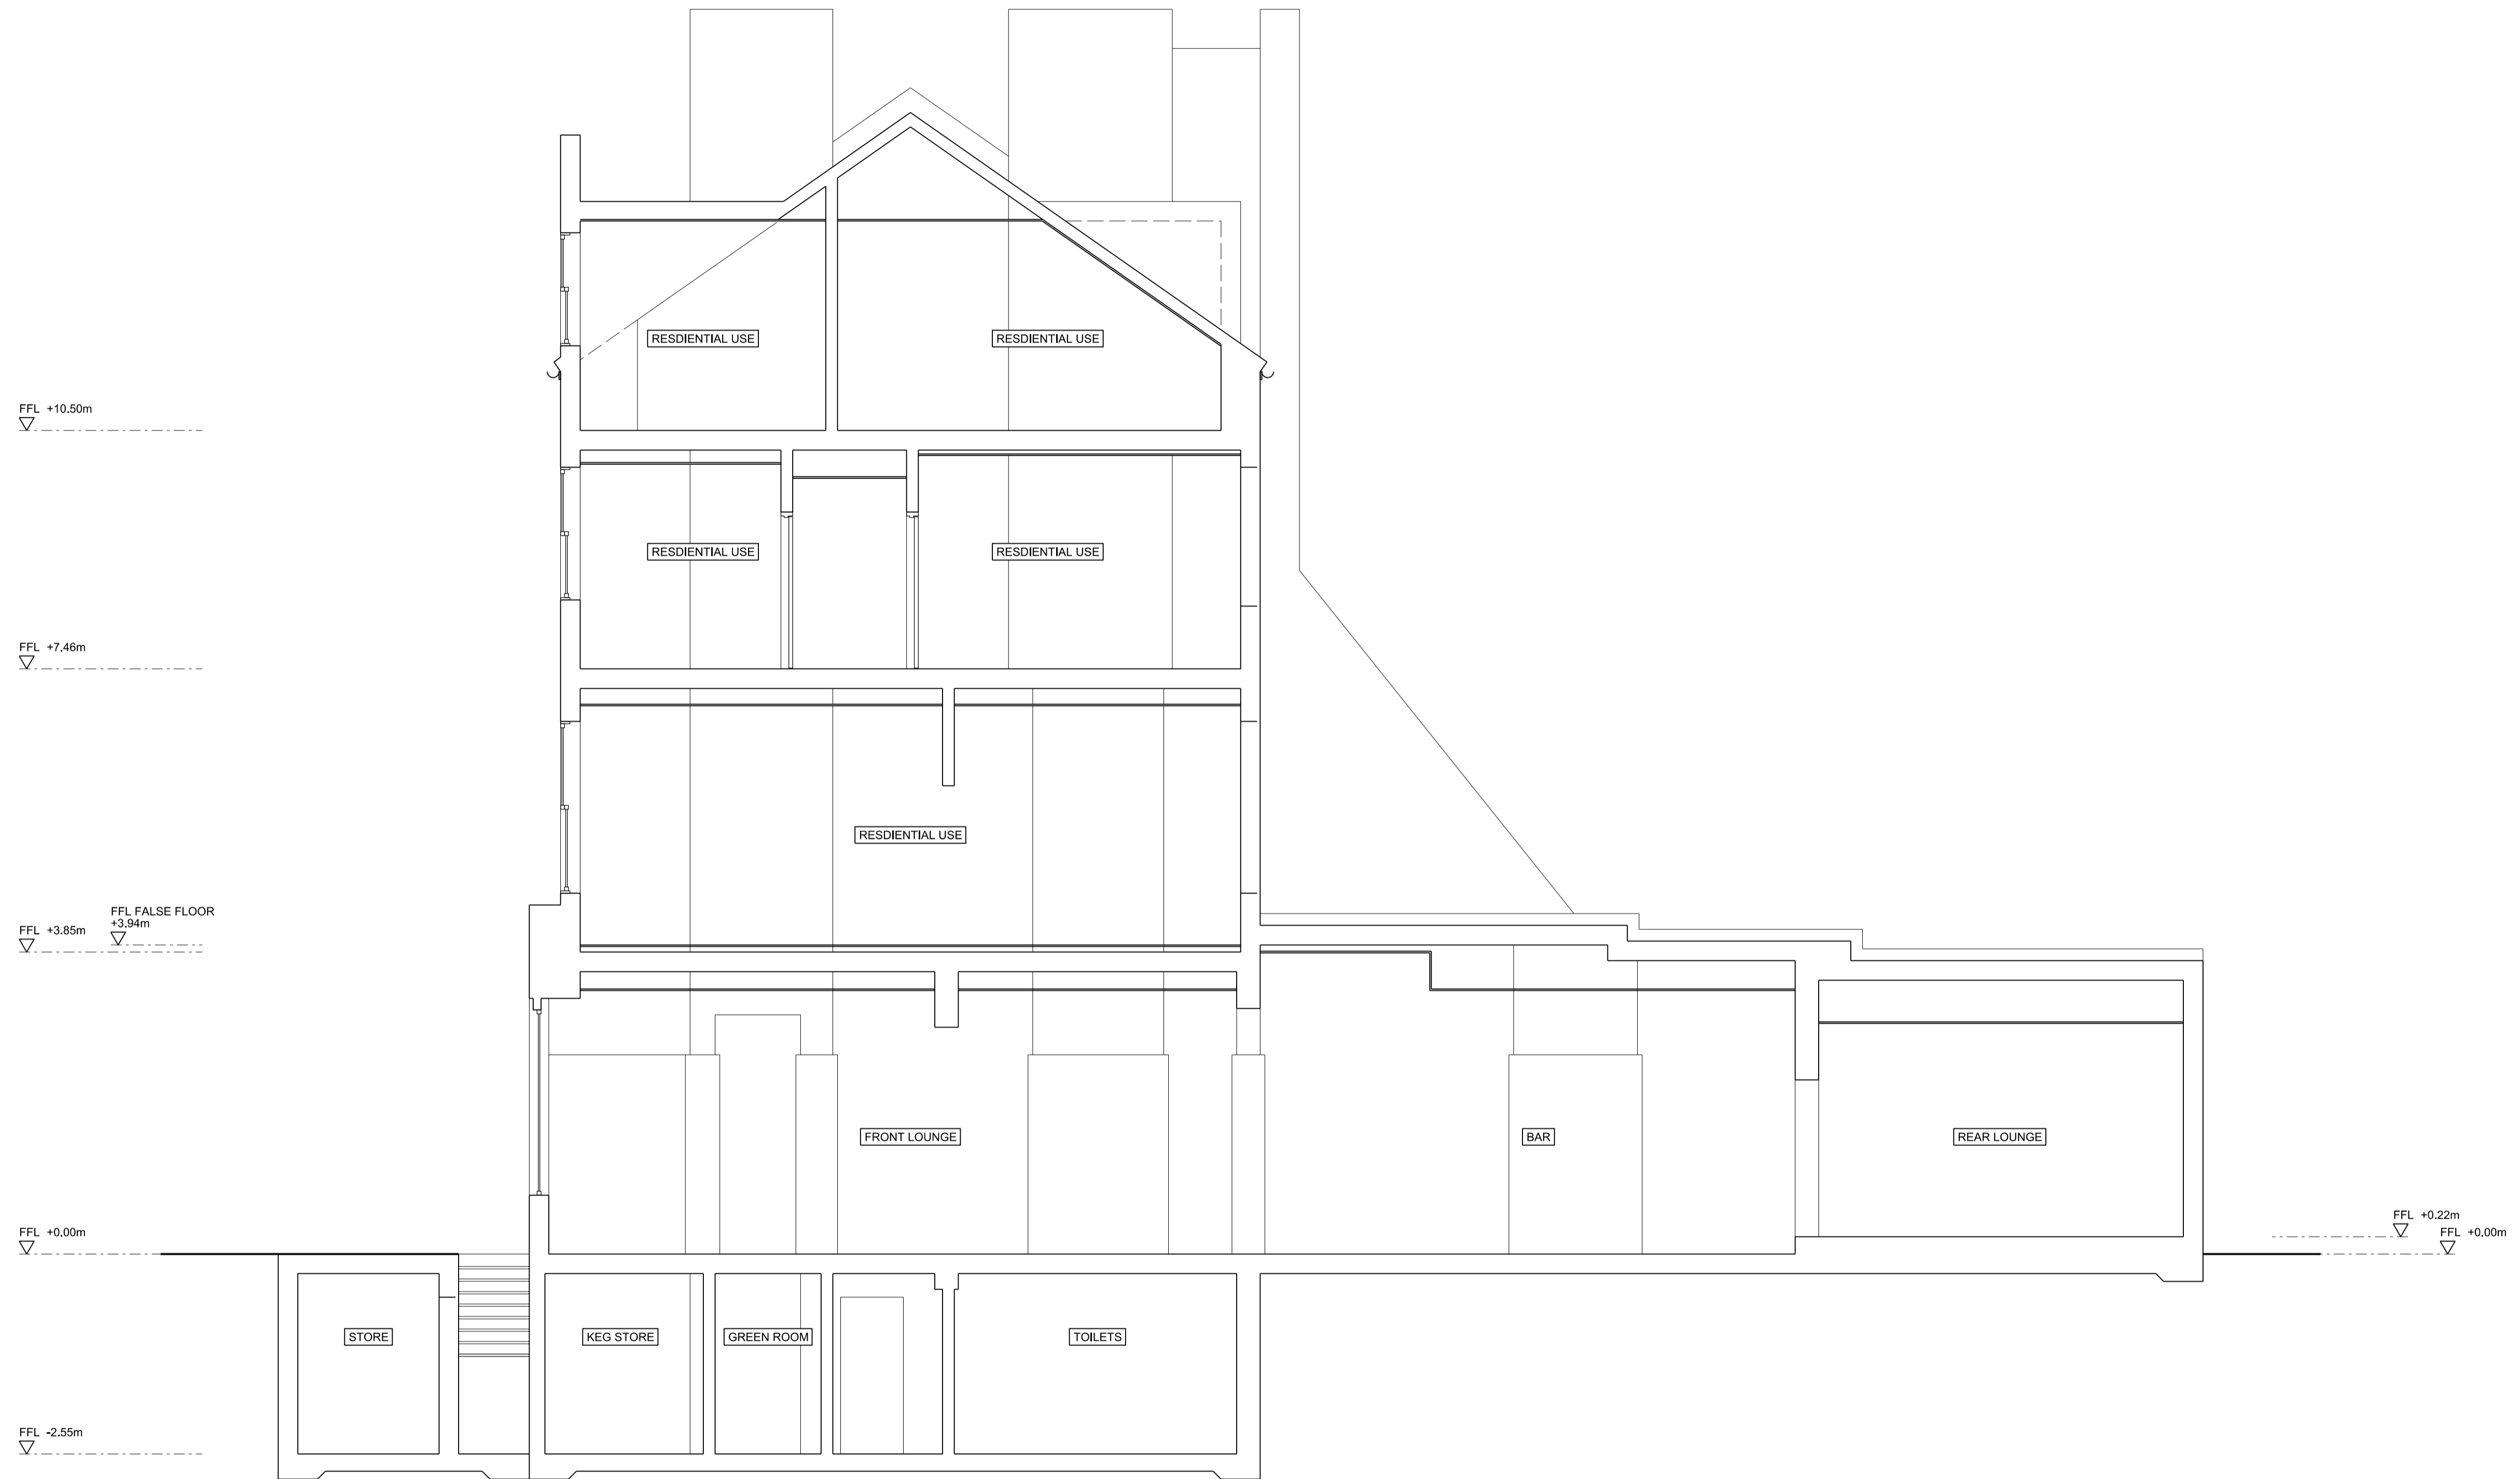 RESDIENTIAL USE
RESDIENTIAL USE
FFL +10.50m
RESDIENTIAL USE
RESDIENTIAL USE
FFL +7.46m
RESDIENTIAL USE
FFL FALSE FLOOR
+3.94m
FFL +3.85m
FRONT LOUNGE
BAR
REAR LOUNGE
FFL +0.22m
FFL +0.00m
FFL +0.00m
STORE
KEG STORE
GREEN ROOM
TOILETS
FFL -2.55m